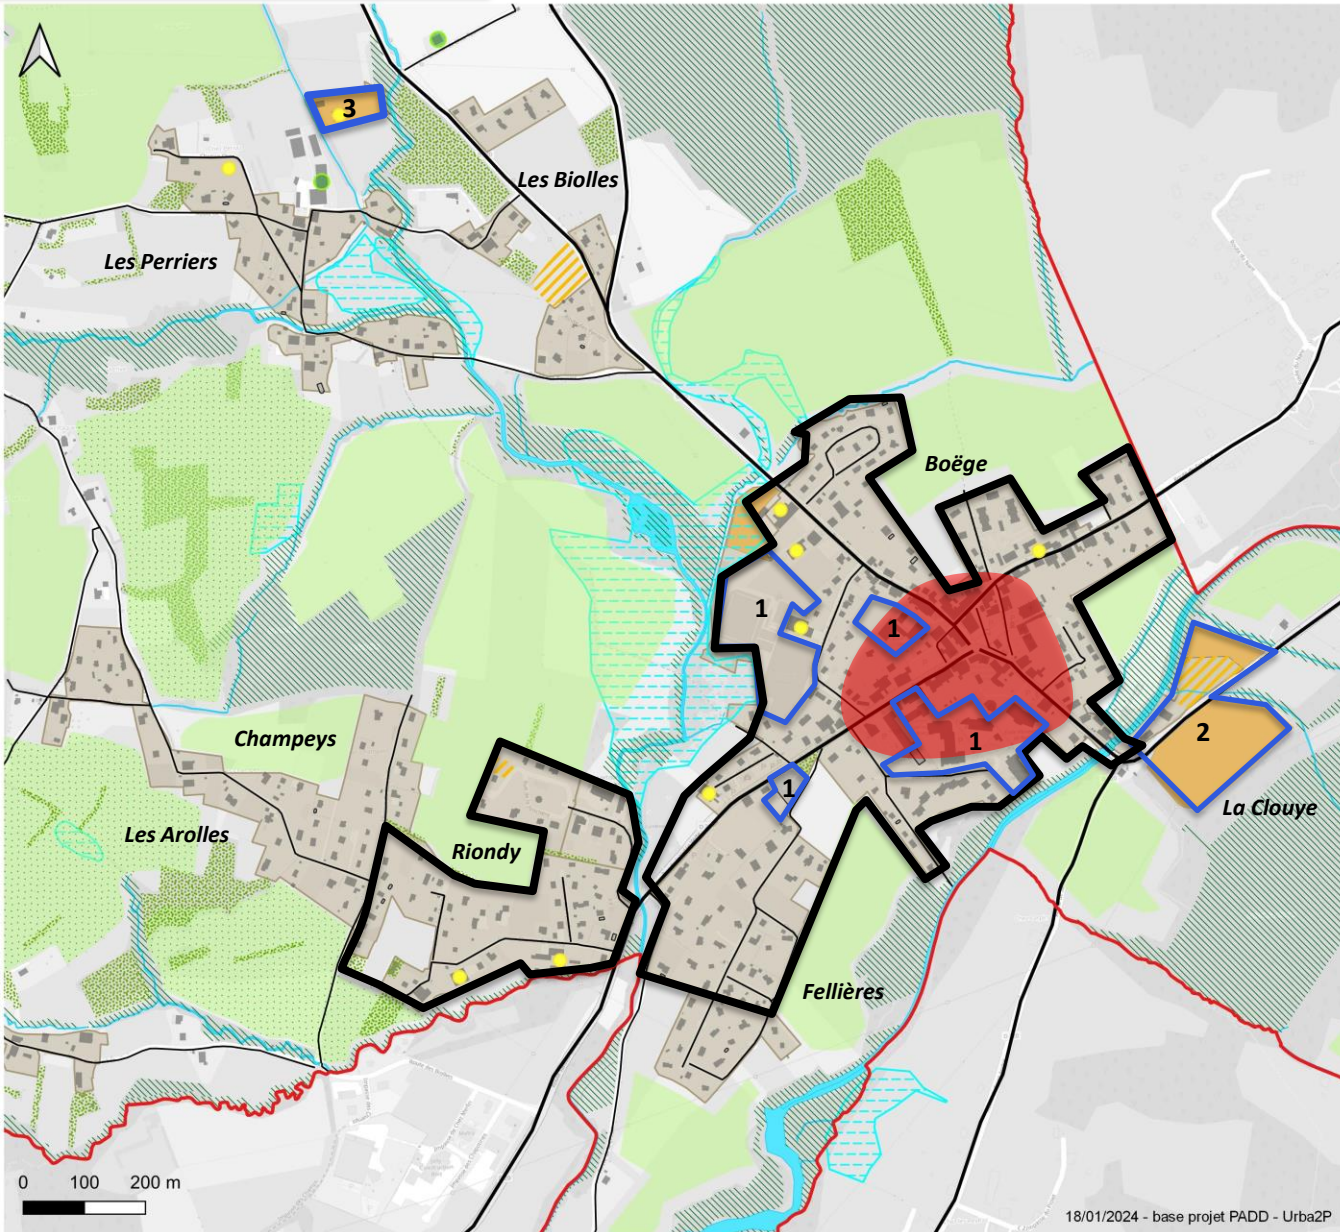 3
Les Biolles
Les Perriers
Boëge
1
1
1
2
1
La Clouye
Champeys
Les Arolles
Riondy
Fellières
0 100 200 m
18/01/2024 - base projet PADD - Urba2P